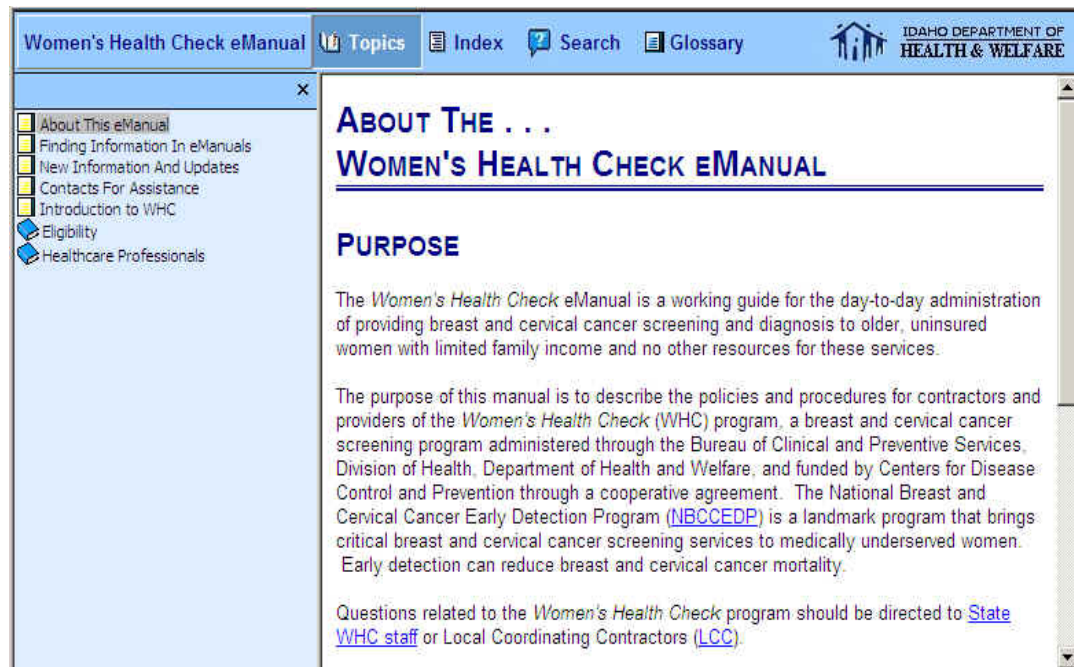 Women's Health Check eManual Topics Index Search Glossary
IDAHO DEPARTMENT OF
HEALTH & WELFARE
×
About This eManual
Finding Information In eManuals
New Information And Updates
Contacts For Assistance
Introduction to WHC
Eligibility
Healthcare Professionals
ABOUT THE . . .
WOMEN'S HEALTH CHECK EMANUAL
PURPOSE
The Women's Health Check eManual is a working guide for the day-to-day administration
of providing breast and cervical cancer screening and diagnosis to older, uninsured
women with limited family income and no other resources for these services.
The purpose of this manual is to describe the policies and procedures for contractors and
providers of the Women's Health Check (WHC) program, a breast and cervical cancer
screening program administered through the Bureau of Clinical and Preventive Services,
Division of Health, Department of Health and Welfare, and funded by Centers for Disease
Control and Prevention through a cooperative agreement. The National Breast and
Cervical Cancer Early Detection Program (NBCCEDP) is a landmark program that brings
critical breast and cervical cancer screening services to medically underserved women.
Early detection can reduce breast and cervical cancer mortality.
Questions related to the Women's Health Check program should be directed to State
WHC staff or Local Coordinating Contractors (LCC).